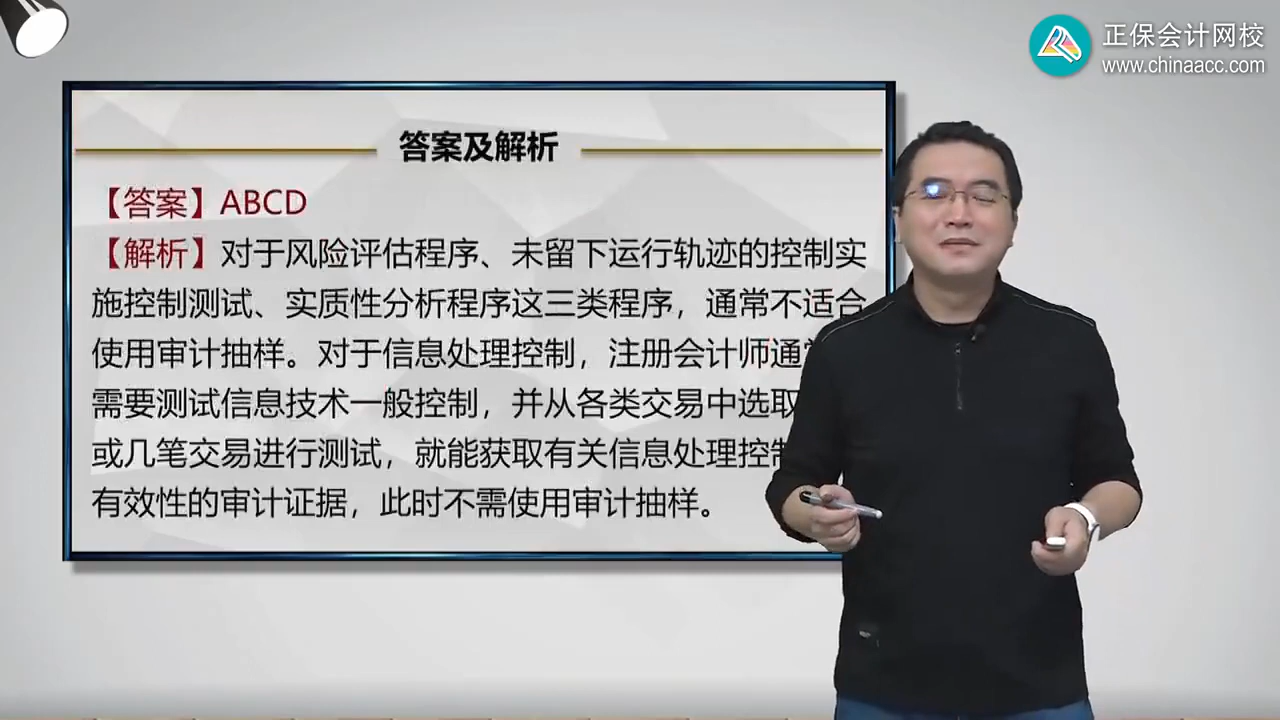 正保会计网校
www.chinaacc.com
答案及解析
【答案】ABCD
【解析】对于风险评估程序、未留下运行轨迹的控制实
施控制测试、实质性分析程序这三类程序，通常不适合
使用审计抽样。对于信息处理控制，注册会计师通
需要测试信息技术一般控制，并从各类交易中选取
或几笔交易进行测试，就能获取有关信息处理控
有效性的审计证据，此时不需使用审计抽样。